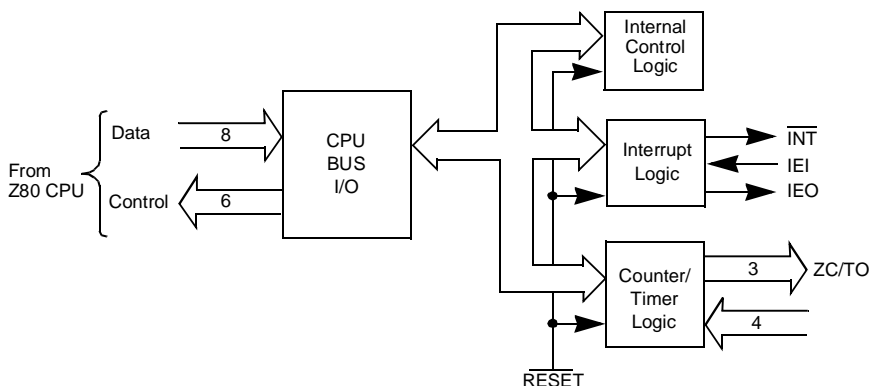 Internal
Control
Logic
Data
8
CPU
BUS
I/O
From
Z80 CPU
Control
6
Interrupt
Logic
INT
IEI
IEO
Counter/
Timer
Logic
3
ZC/TO
4
RESET